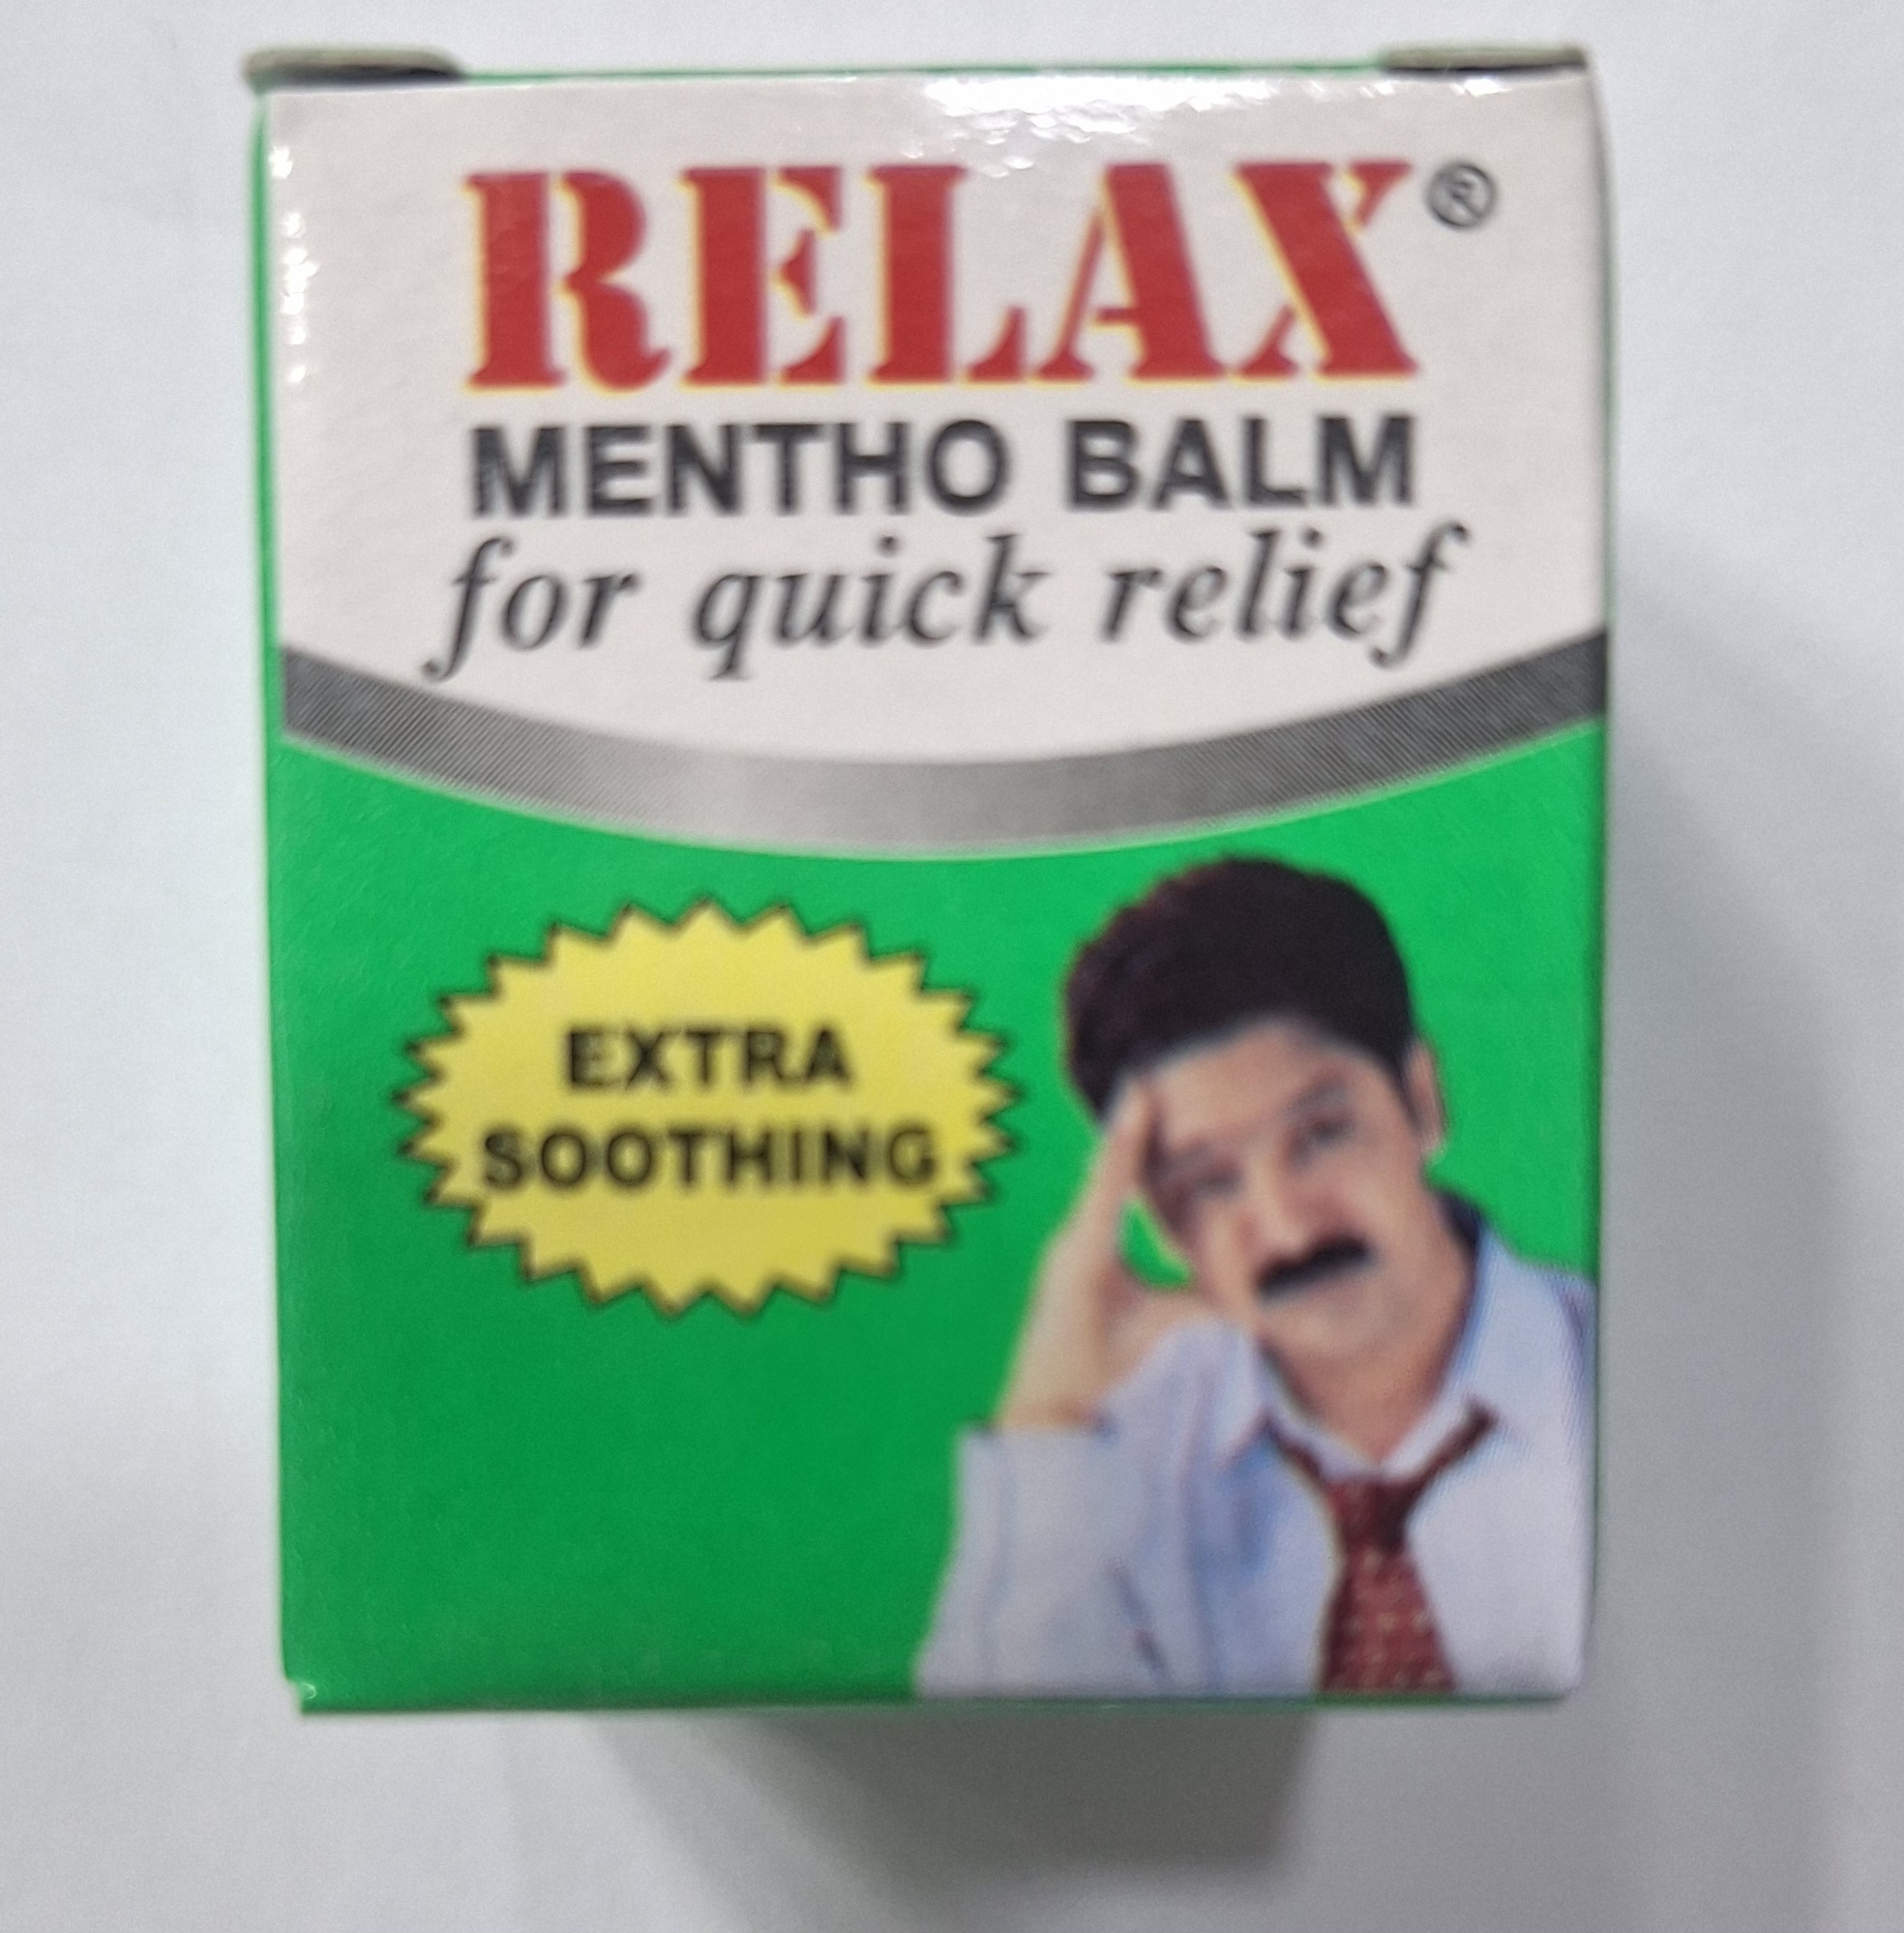 RELAX®
MENTHO BALM
for quick relief
EXTRA
SOOTHING